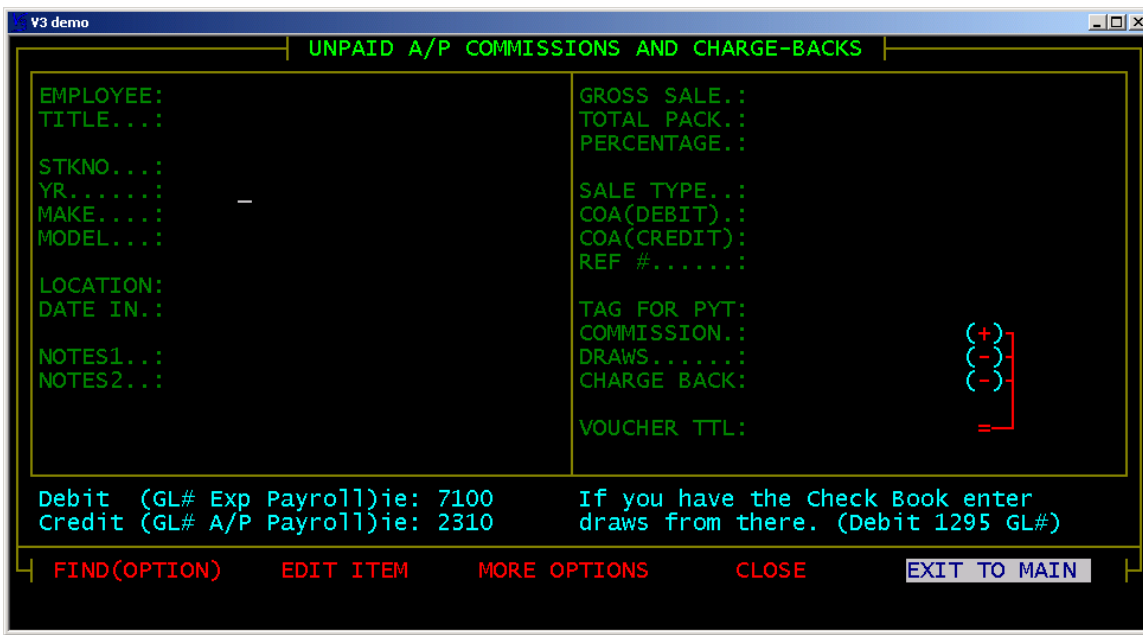 V3 demo
UNPAID A/P COMMISSIONS AND CHARGE-BACKS
EMPLOYEE:
TITLE...:
STKNO...:
YR......:
MAKE....:
MODEL...:
LOCATION:
DATE IN.:
NOTES1..:
NOTES2..:
GROSS SALE.:
TOTAL PACK.:
PERCENTAGE.:
SALE TYPE..:
COA(DEBIT).:
COA(CREDIT):
REF #......:
TAG FOR PYT:
COMMISSION.: (+)
DRAWS......: (-)
CHARGE BACK: (-)
VOUCHER TTL: =
Debit (GL# Exp Payroll)ie: 7100
Credit (GL# A/P Payroll)ie: 2310
If you have the Check Book enter
draws from there. (Debit 1295 GL#)
FIND(OPTION) EDIT ITEM MORE OPTIONS CLOSE EXIT TO MAIN